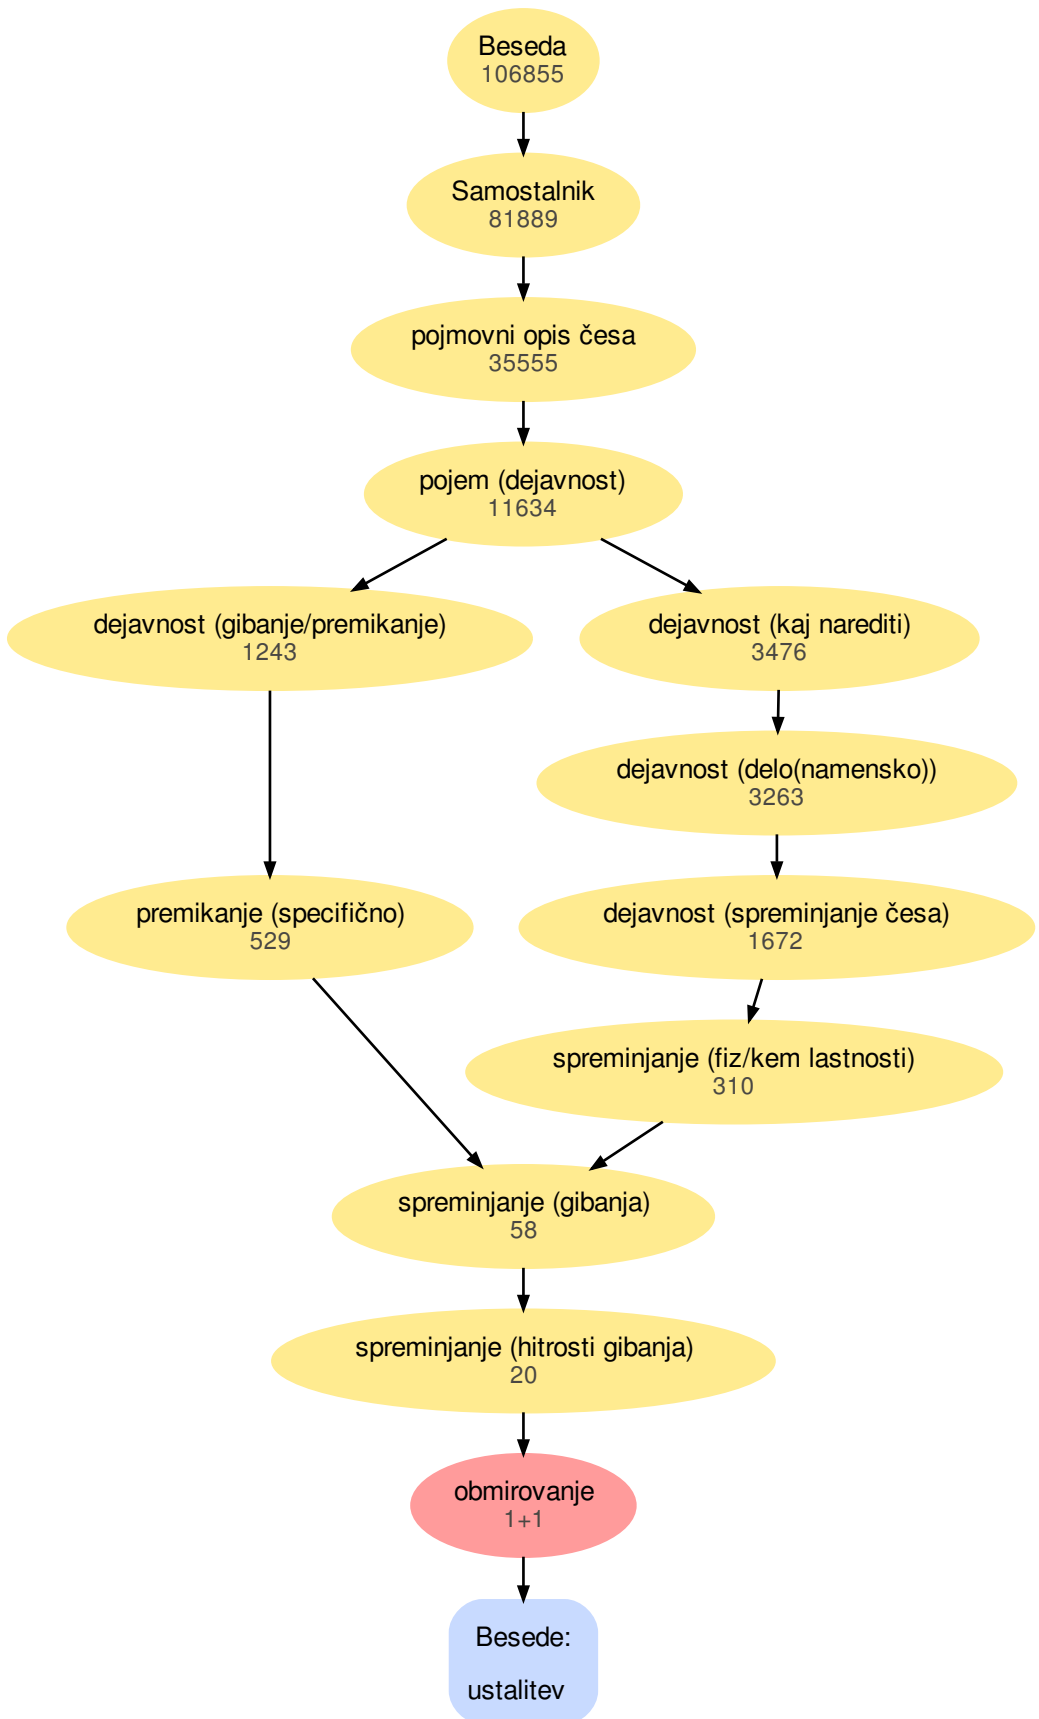 Beseda
106855
Samostalnik
81889
pojmovni opis česa
35555
pojem (dejavnost)
11634
dejavnost (gibanje/premikanje)
1243
dejavnost (kaj narediti)
3476
dejavnost (delo(namensko))
3263
premikanje (specifično)
529
dejavnost (spreminjanje česa)
1672
spreminjanje (fiz/kem lastnosti)
310
spreminjanje (gibanja)
58
spreminjanje (hitrosti gibanja)
20
obmirovanje
1+1
Besede:
ustalitev